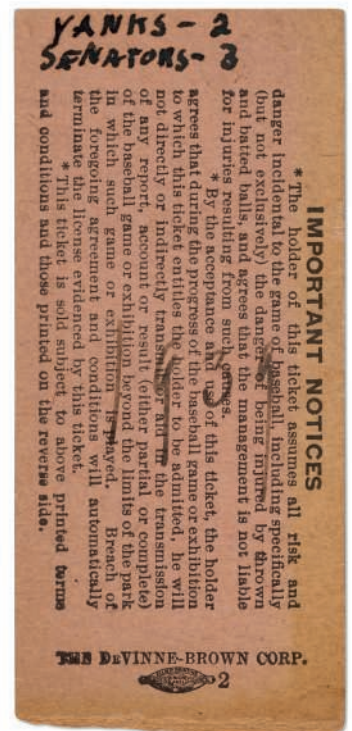 YANKS-2
SENATORS-3
IMPORTANT NOTICES
*The holder of this ticket assumes all risk and
danger incidental to the game of baseball, including specifically
(but not exclusively) the danger of being injured by thrown
and batted balls, and agrees that the management is not liable
for injuries resulting from such causes.
*By the acceptance and use of this ticket, the holder
agrees that during the progress of the baseball game or exhibition
to which this ticket entitles the holder to be admitted, he will
not directly or indirectly transmit or aid in the transmission
of any report, account or result (either partial or complete)
of the baseball game or exhibition beyond the limits of the park
in which such game or exhibition is played. Breach of
the foregoing agreement and conditions will automatically
terminate the license evidenced by this ticket.
*This ticket is sold subject to above printed terms
and conditions and those printed on the reverse side.
THE DEVINNE-BROWN CORP.
2